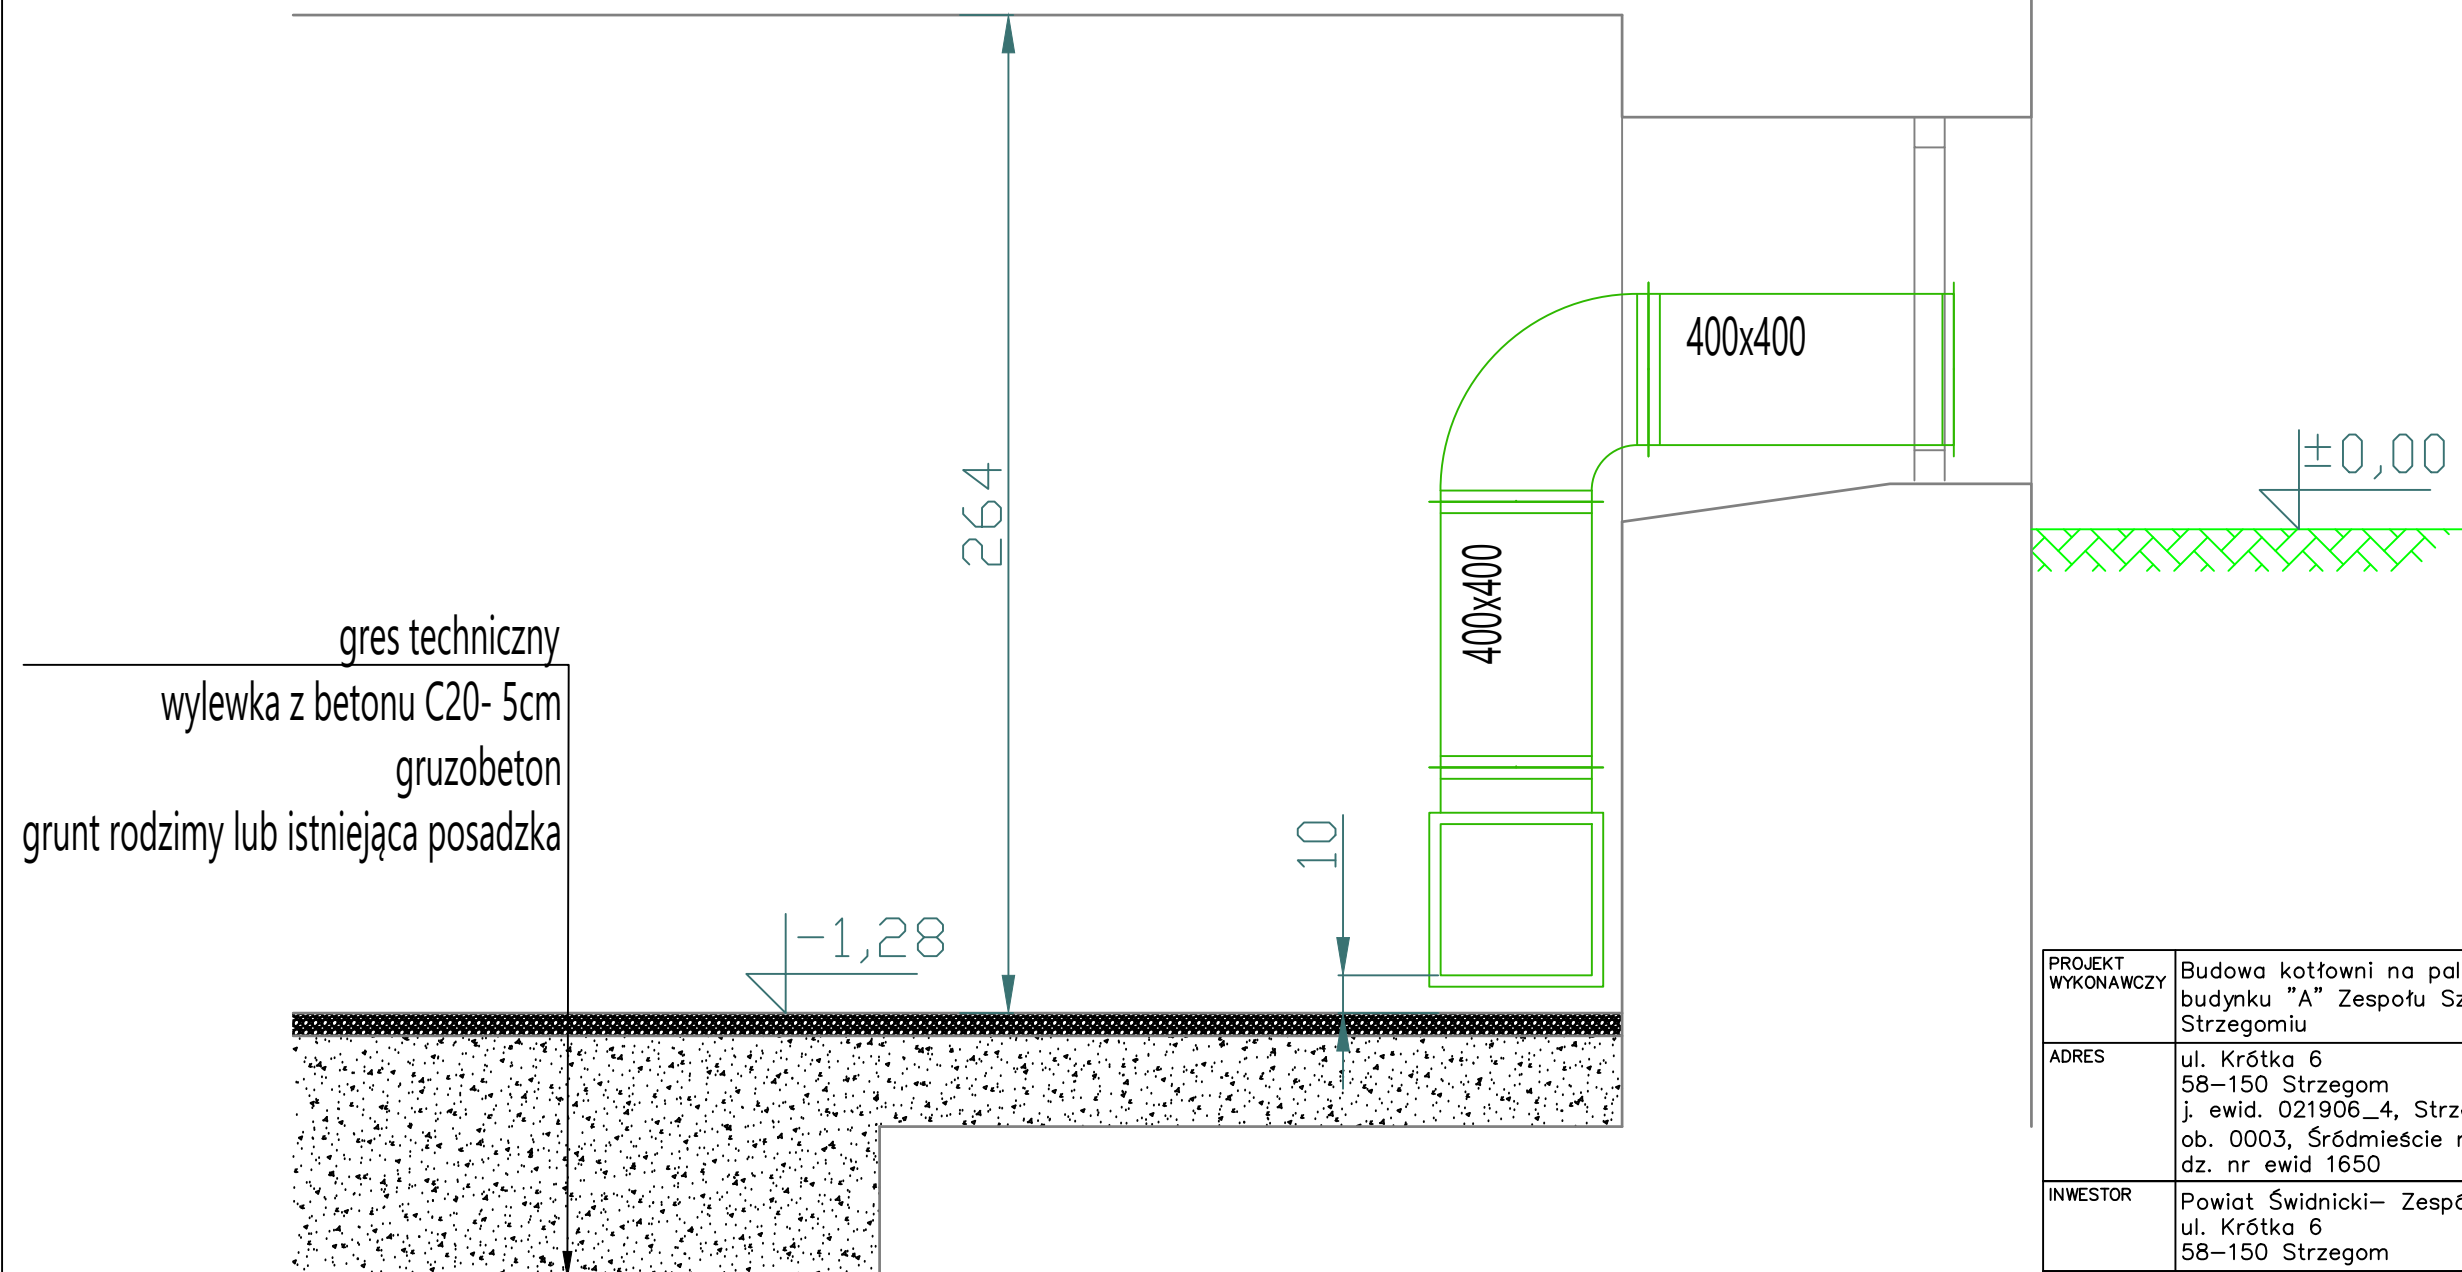 400x400
±0,00
264
400x400
gres techniczny
wylewka z betonu C20- 5cm
gruzobeton
grunt rodzimy lub istniejąca posadzka
10
-1,28
PROJEKT
WYKONAWCZY
Budowa kotłowni na pal
budynku "A" Zespołu Sz
Strzegomiu
ADRES
ul. Krótka 6
58-150 Strzegom
j. ewid. 021906_4, Strz
ob. 0003, Śródmieście
dz. nr ewid 1650
INWESTOR
Powiat Świdnicki- Zesp
ul. Krótka 6
58-150 Strzegom